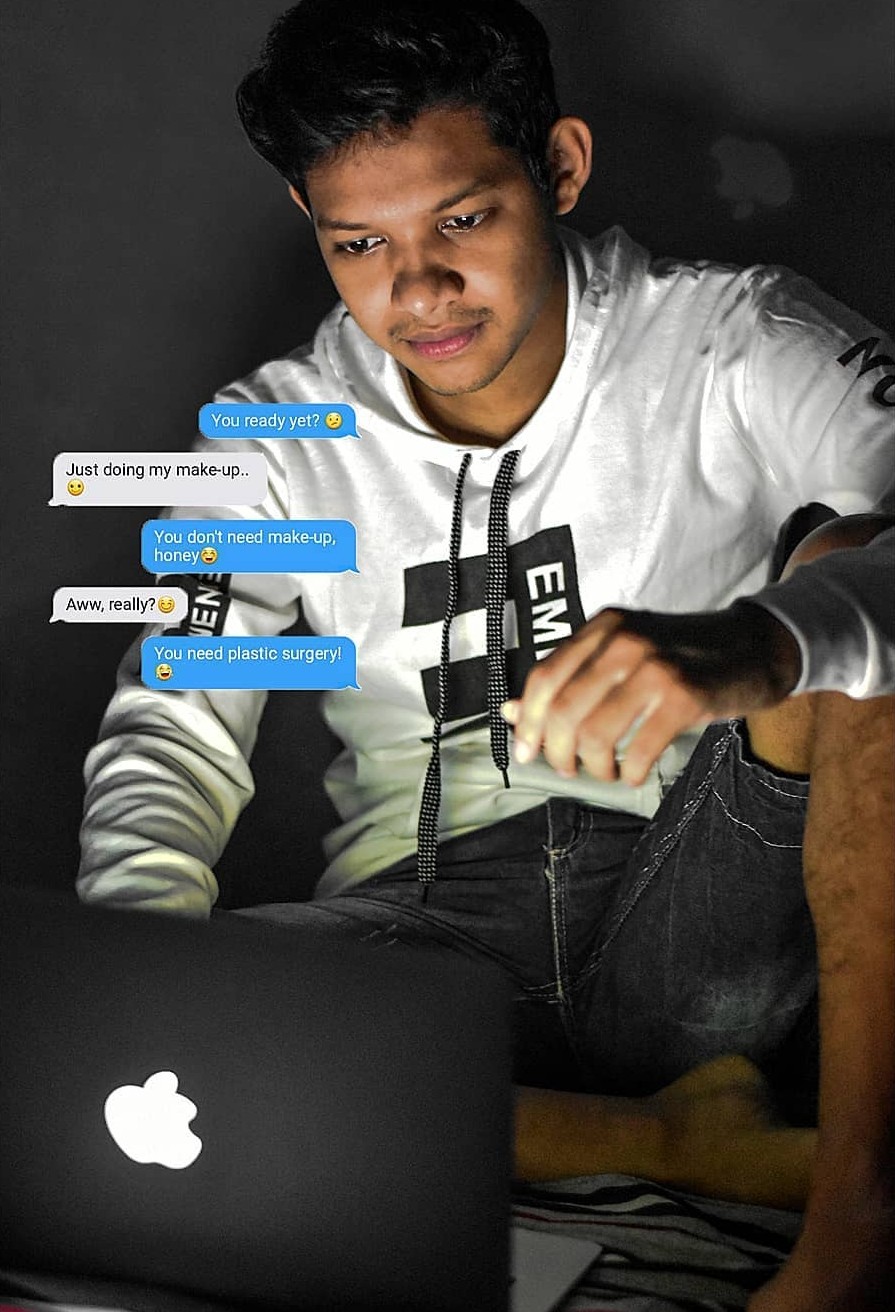 You ready yet? 😕
Just doing my make-up..
😐
You don't need make-up,
honey😂
Aww, really?😊
You need plastic surgery!
😂
EMI